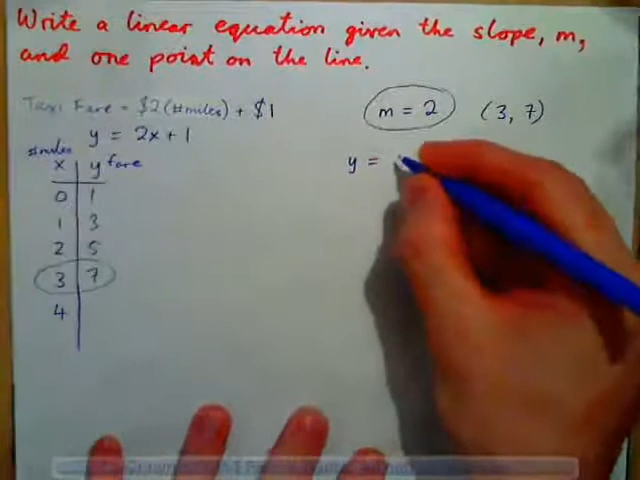 Write a linear equation given the slope, m,
and one point on the line.
Taxi Fare = $2(#miles) + $1
m = 2 (3, 7)
y = 2x + 1
#miles
x y fare
y =
0 1
1 3
2 5
3 7
4